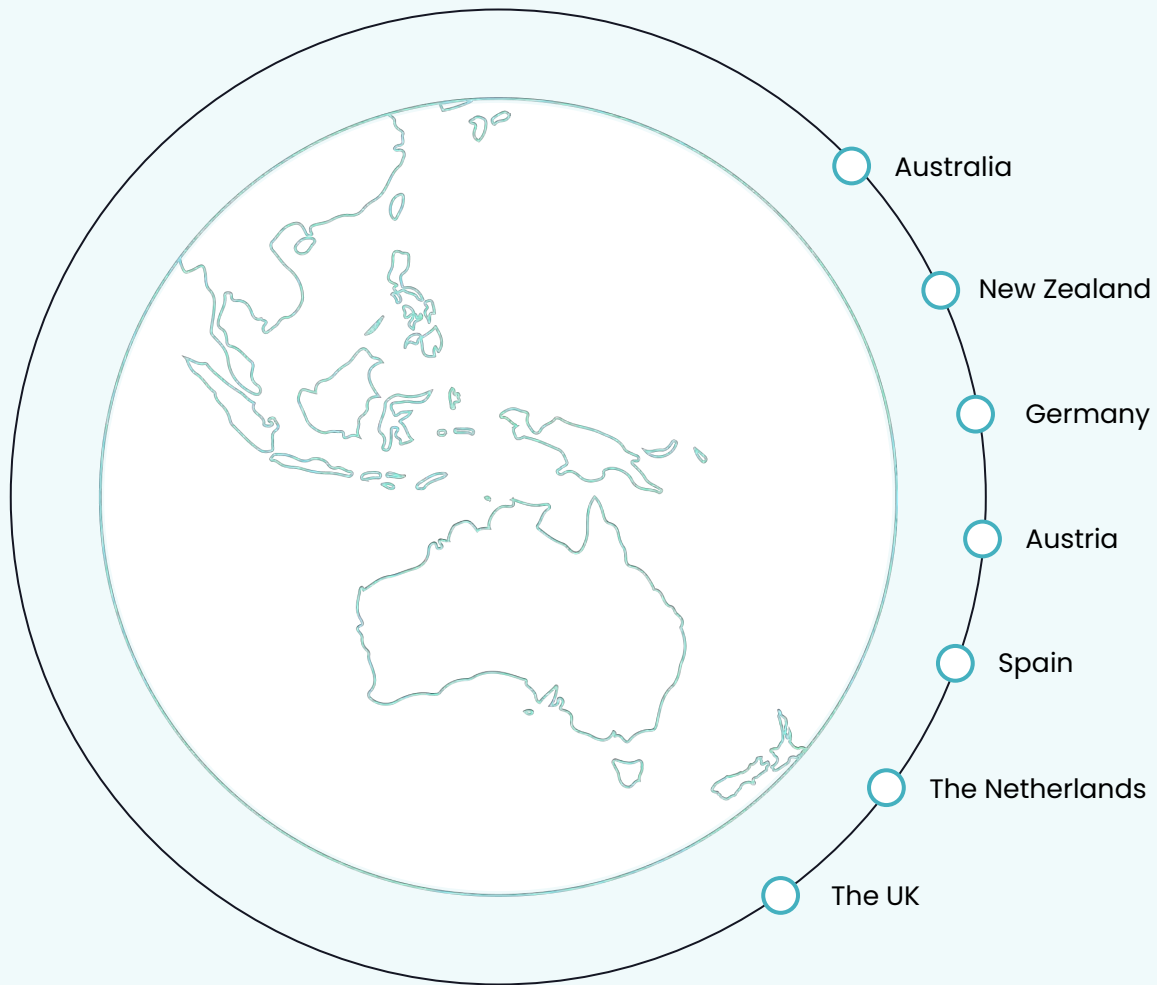 Australia
New Zealand
Germany
Austria
Spain
The Netherlands
The UK